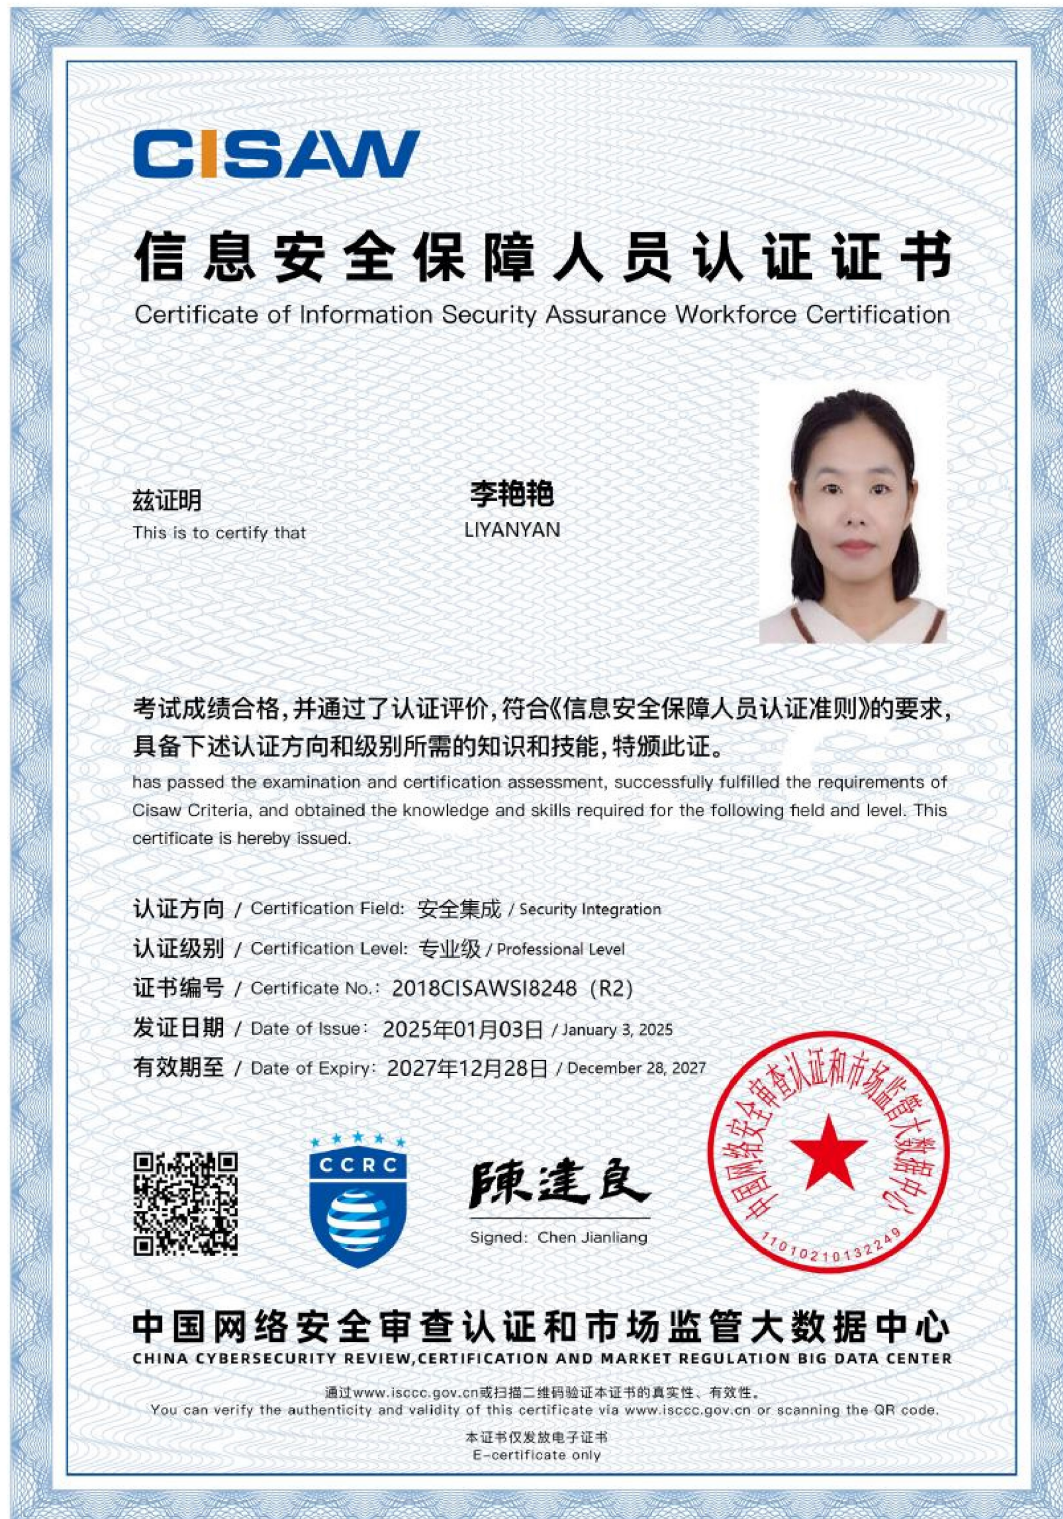 CISAW
信息安全保障人员认证证书
Certificate of Information Security Assurance Workforce Certification
兹证明
This is to certify that
李艳艳
LIYANYAN
考试成绩合格,并通过了认证评价,符合《信息安全保障人员认证准则》的要求,
具备下述认证方向和级别所需的知识和技能,特颁此证。
has passed the examination and certification assessment, successfully fulfilled the requirements of
Cisaw Criteria, and obtained the knowledge and skills required for the following field and level. This
certificate is hereby issued.
认证方向 / Certification Field: 安全集成 / Security Integration
认证级别 / Certification Level: 专业级 / Professional Level
证书编号 / Certificate No.: 2018CISAWSI8248（R2）
发证日期 / Date of Issue: 2025年01月03日 / January 3, 2025
有效期至 / Date of Expiry: 2027年12月28日 / December 28, 2027
中国网络安全审查认证和市场监管大数据中心
11010210132249
CCRC
Signed: Chen Jianliang
中国网络安全审查认证和市场监管大数据中心
CHINA CYBERSECURITY REVIEW,CERTIFICATION AND MARKET REGULATION BIG DATA CENTER
通过www.isccc.gov.cn或扫描二维码验证本证书的真实性、有效性。
You can verify the authenticity and validity of this certificate via www.isccc.gov.cn or scanning the QR code.
本证书仅发放电子证书
E-certificate only